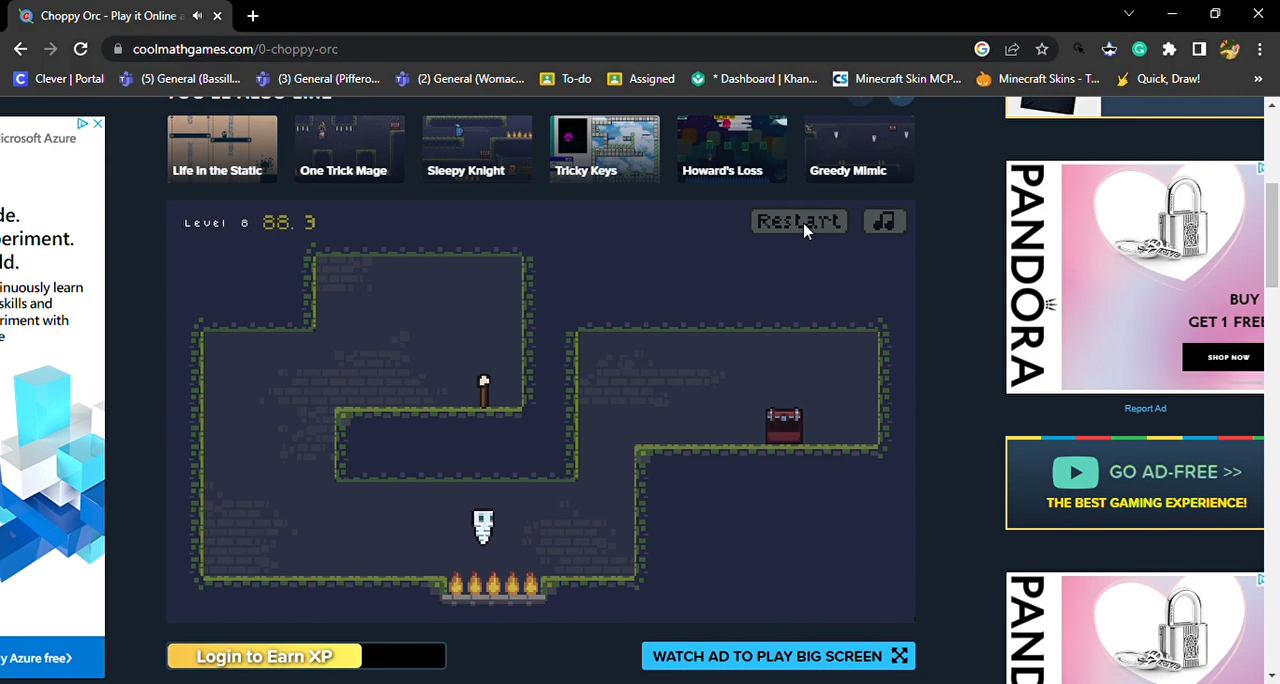 Choppy Orc - Play it Online
coolmathgames.com/0-choppy-orc
Clever | Portal
(5) General (Bassill...
(3) General (Piffero...
(2) General (Womac...
To-do
Assigned
* Dashboard | Khan...
CS
Minecraft Skin MCP...
Minecraft Skins - T...
Quick, Draw!
»
icrosoft Azure
Life in the Static
One Trick Mage
Sleepy Knight
Tricky Keys
Howard's Loss
Greedy Mimic
de.
periment.
ld.
inuously learn
skills and
riment with
e
y Azure free>
Level 8 88.3
Restart
Login to Earn XP
WATCH AD TO PLAY BIG SCREEN
PANDORA
BUY
GET 1 FREE
SHOP NOW
Report Ad
GO AD-FREE >>
THE BEST GAMING EXPERIENCE!
PAND